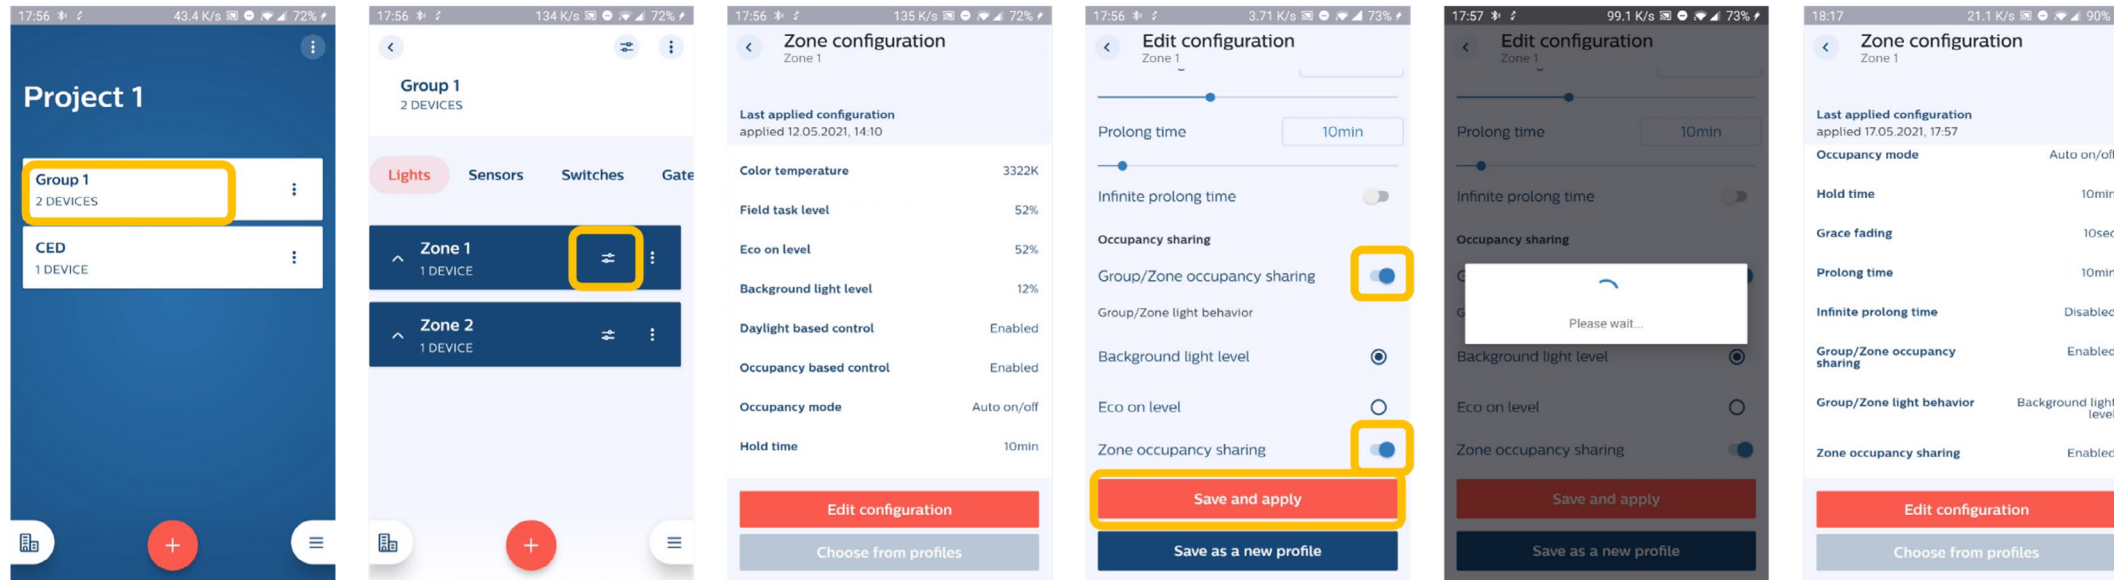 17:56
43.4 K/s
72%
Project 1
Group 1
2 DEVICES
CED
1 DEVICE
17:56
134 K/s
72%
Group 1
2 DEVICES
Lights
Sensors
Switches
Gate
Zone 1
1 DEVICE
Zone 2
1 DEVICE
17:56
135 K/s
72%
Zone configuration
Zone 1
Last applied configuration
applied 12.05.2021, 14:10
Color temperature 3322K
Field task level 52%
Eco on level 52%
Background light level 12%
Daylight based control Enabled
Occupancy based control Enabled
Occupancy mode Auto on/off
Hold time 10min
Edit configuration
Choose from profiles
17:56
3.71 K/s
73%
Edit configuration
Zone 1
Prolong time 10min
Infinite prolong time
Occupancy sharing
Group/Zone occupancy sharing
Group/Zone light behavior
Background light level
Eco on level
Zone occupancy sharing
Save and apply
Save as a new profile
17:57
99.1 K/s
73%
Edit configuration
Zone 1
Prolong time 10min
Infinite prolong time
Occupancy sharing
G
Please wait...
G
Background light level
Eco on level
Zone occupancy sharing
Save and apply
Save as a new profile
18:17
21.1 K/s
90%
Zone configuration
Zone 1
Last applied configuration
applied 17.05.2021, 17:57
Occupancy mode Auto on/off
Hold time 10min
Grace fading 10sec
Prolong time 10min
Infinite prolong time Disabled
Group/Zone occupancy Enabled
sharing
Group/Zone light behavior Background light
level
Zone occupancy sharing Enabled
Edit configuration
Choose from profiles